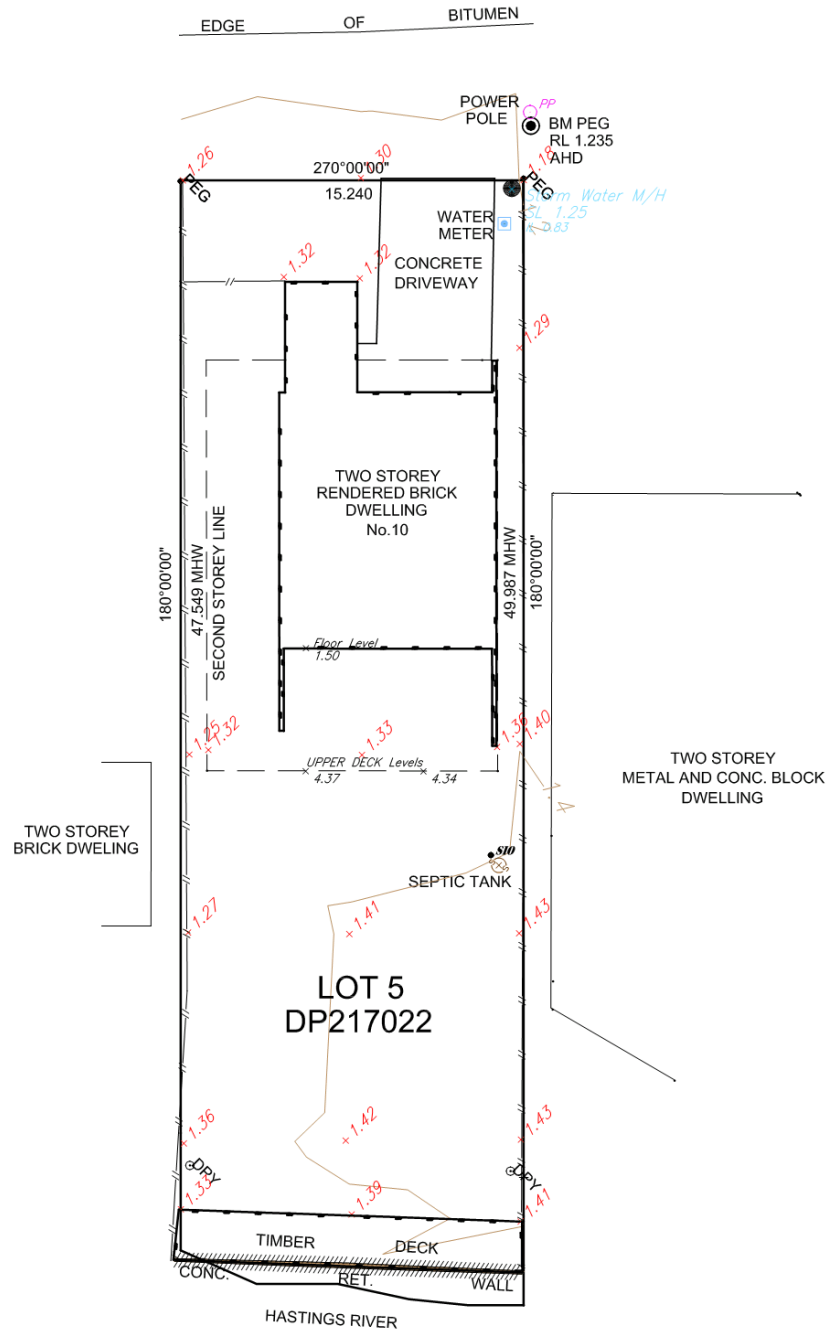 EDGE OF BITUMEN
POWER
POLE
PP
BM PEG
RL 1.235
AHD
1.26
1.30
1.18
270°00'00"
15.240
PEG
PEG
Storm Water M/H
SL 1.25
WATER
METER
CONCRETE
DRIVEWAY
1.32
1.32
1.29
TWO STOREY
RENDERED BRICK
DWELLING
No.10
180°00'00"
47.549 MHW
SECOND STOREY LINE
49.987 MHW
180°00'00"
Floor Level
1.50
1.25
1.32
1.33
1.36
1.40
UPPER DECK Levels
4.37
4.34
1.4
TWO STOREY
METAL AND CONC. BLOCK
DWELLING
TWO STOREY
BRICK DWELING
S10
SEPTIC TANK
1.27
1.41
1.43
LOT 5
DP217022
1.36
1.42
1.43
DRY
DRY
1.33
1.39
1.41
TIMBER DECK
CONC. RET. WALL
HASTINGS RIVER